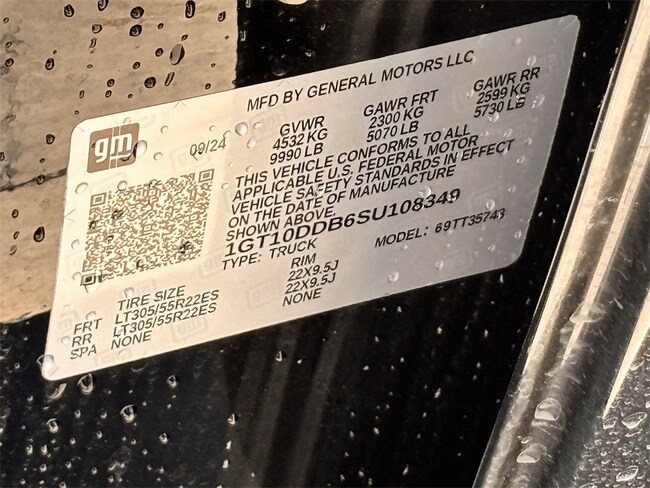 MFD BY GENERAL MOTORS LLC
gm
09/24
GVWR GAWR FRT GAWR RR
4532 KG 2300 KG 2599 KG
9990 LB 5070 LB 5730 LB
THIS VEHICLE CONFORMS TO ALL
APPLICABLE U.S. FEDERAL MOTOR
VEHICLE SAFETY STANDARDS IN EFFECT
ON THE DATE OF MANUFACTURE
SHOWN ABOVE.
1GT10DDB6SU108349
TYPE: TRUCK MODEL: 69TT35743
TIRE SIZE RIM
FRT LT305/55R22ES 22X9.5J
RR LT305/55R22ES 22X9.5J
SPA NONE NONE